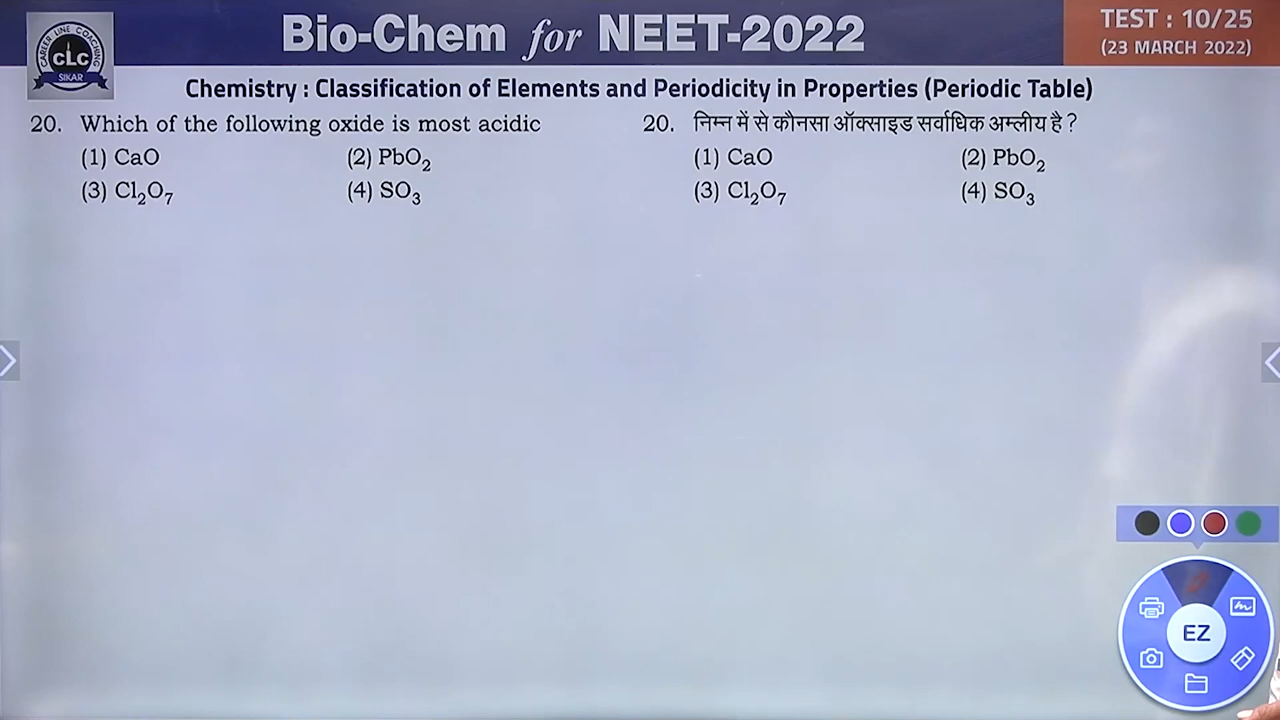 Bio-Chem for NEET-2022
TEST : 10/25
(23 MARCH 2022)
CAREER LINE COACHING
CLC
SIKAR
Chemistry : Classification of Elements and Periodicity in Properties (Periodic Table)
20. Which of the following oxide is most acidic
(1) CaO (2) PbO₂
(3) Cl₂O₇ (4) SO₃
20. निम्न में से कौनसा ऑक्साइड सर्वाधिक अम्लीय है ?
(1) CaO (2) PbO₂
(3) Cl₂O₇ (4) SO₃
EZ